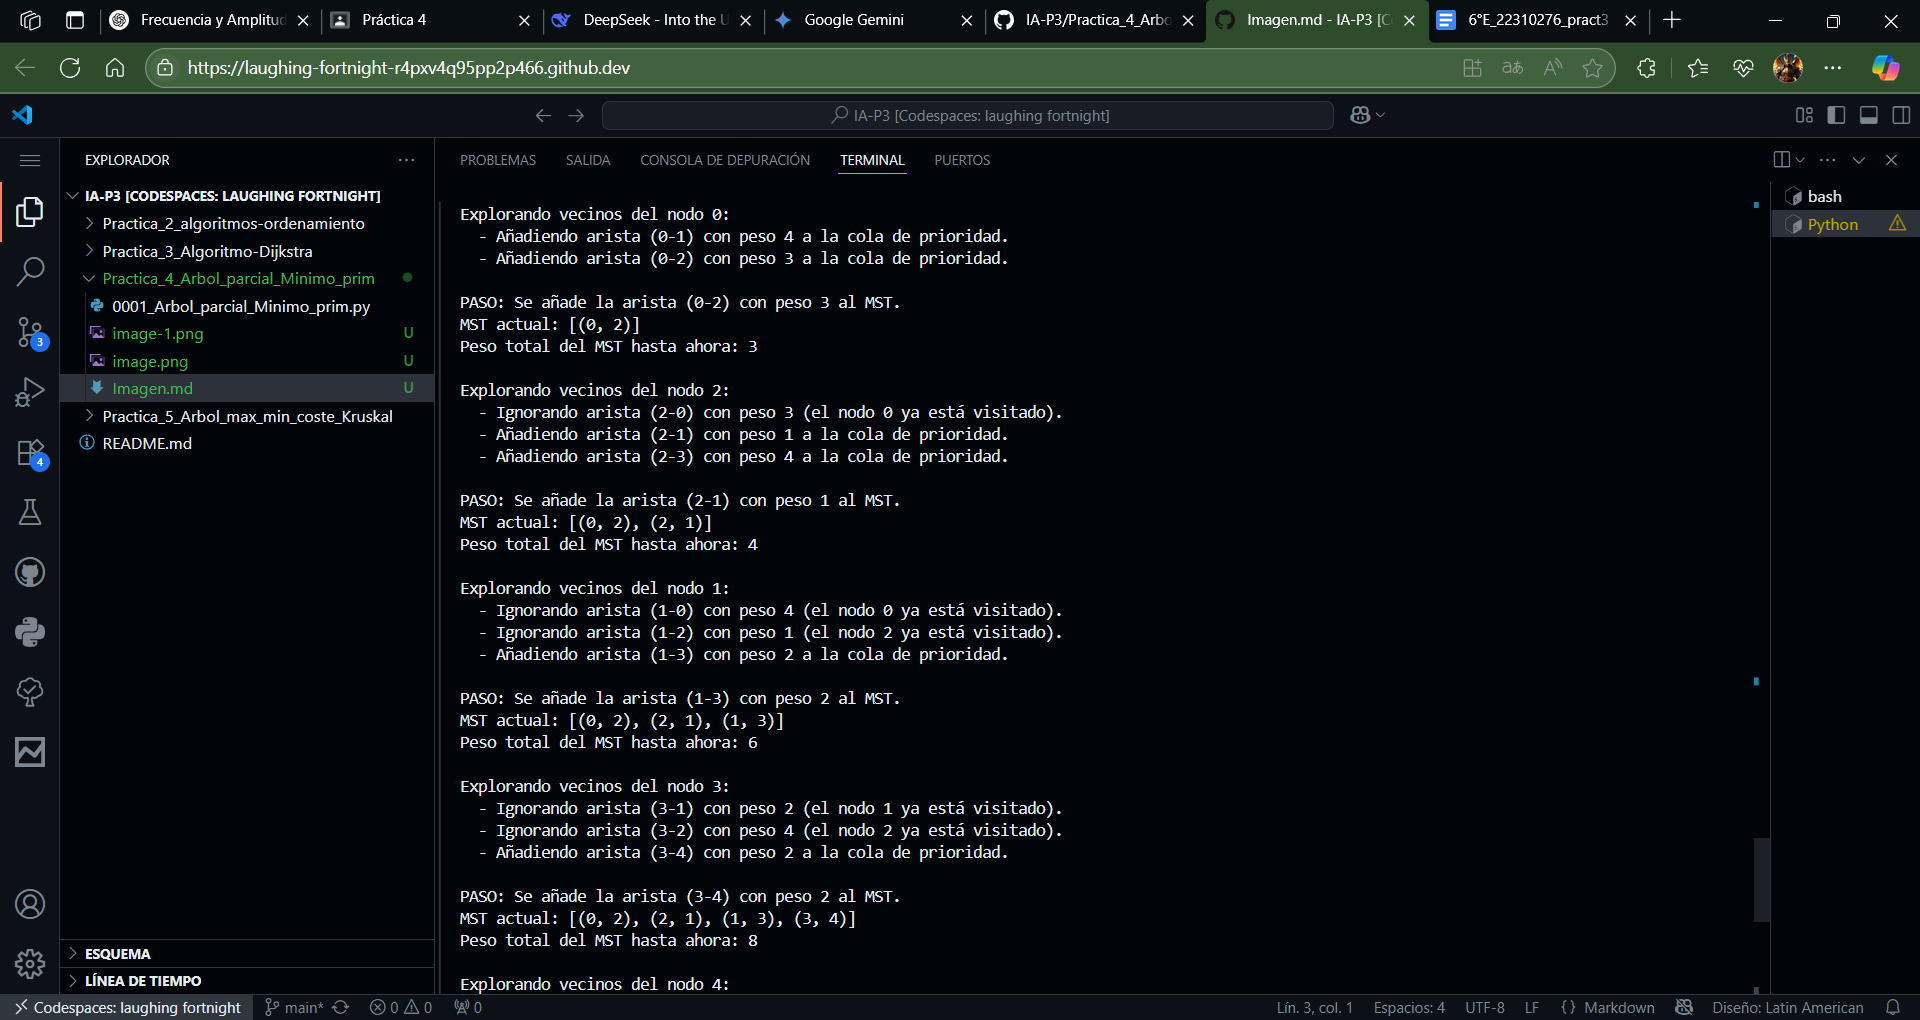 Frecuencia y Amplitud
Práctica 4
DeepSeek - Into the U
Google Gemini
IA-P3/Practica_4_Arbo
Imagen.md - IA-P3 [C
6°E_22310276_pract3
https://laughing-fortnight-r4pxv4q95pp2p466.github.dev
IA-P3 [Codespaces: laughing fortnight]
EXPLORADOR
IA-P3 [CODESPACES: LAUGHING FORTNIGHT]
Practica_2_algoritmos-ordenamiento
Practica_3_Algoritmo-Dijkstra
Practica_4_Arbol_parcial_Minimo_prim
0001_Arbol_parcial_Minimo_prim.py
image-1.png U
image.png U
Imagen.md U
Practica_5_Arbol_max_min_coste_Kruskal
README.md
3
4
ESQUEMA
LÍNEA DE TIEMPO
PROBLEMAS SALIDA CONSOLA DE DEPURACIÓN TERMINAL PUERTOS
Explorando vecinos del nodo 0:
- Añadiendo arista (0-1) con peso 4 a la cola de prioridad.
- Añadiendo arista (0-2) con peso 3 a la cola de prioridad.
PASO: Se añade la arista (0-2) con peso 3 al MST.
MST actual: [(0, 2)]
Peso total del MST hasta ahora: 3
Explorando vecinos del nodo 2:
- Ignorando arista (2-0) con peso 3 (el nodo 0 ya está visitado).
- Añadiendo arista (2-1) con peso 1 a la cola de prioridad.
- Añadiendo arista (2-3) con peso 4 a la cola de prioridad.
PASO: Se añade la arista (2-1) con peso 1 al MST.
MST actual: [(0, 2), (2, 1)]
Peso total del MST hasta ahora: 4
Explorando vecinos del nodo 1:
- Ignorando arista (1-0) con peso 4 (el nodo 0 ya está visitado).
- Ignorando arista (1-2) con peso 1 (el nodo 2 ya está visitado).
- Añadiendo arista (1-3) con peso 2 a la cola de prioridad.
PASO: Se añade la arista (1-3) con peso 2 al MST.
MST actual: [(0, 2), (2, 1), (1, 3)]
Peso total del MST hasta ahora: 6
Explorando vecinos del nodo 3:
- Ignorando arista (3-1) con peso 2 (el nodo 1 ya está visitado).
- Ignorando arista (3-2) con peso 4 (el nodo 2 ya está visitado).
- Añadiendo arista (3-4) con peso 2 a la cola de prioridad.
PASO: Se añade la arista (3-4) con peso 2 al MST.
MST actual: [(0, 2), (2, 1), (1, 3), (3, 4)]
Peso total del MST hasta ahora: 8
Explorando vecinos del nodo 4:
bash
Python
Codespaces: laughing fortnight main* 0 0 0 Lín. 3, col. 1 Espacios: 4 UTF-8 LF {} Markdown Diseño: Latin American